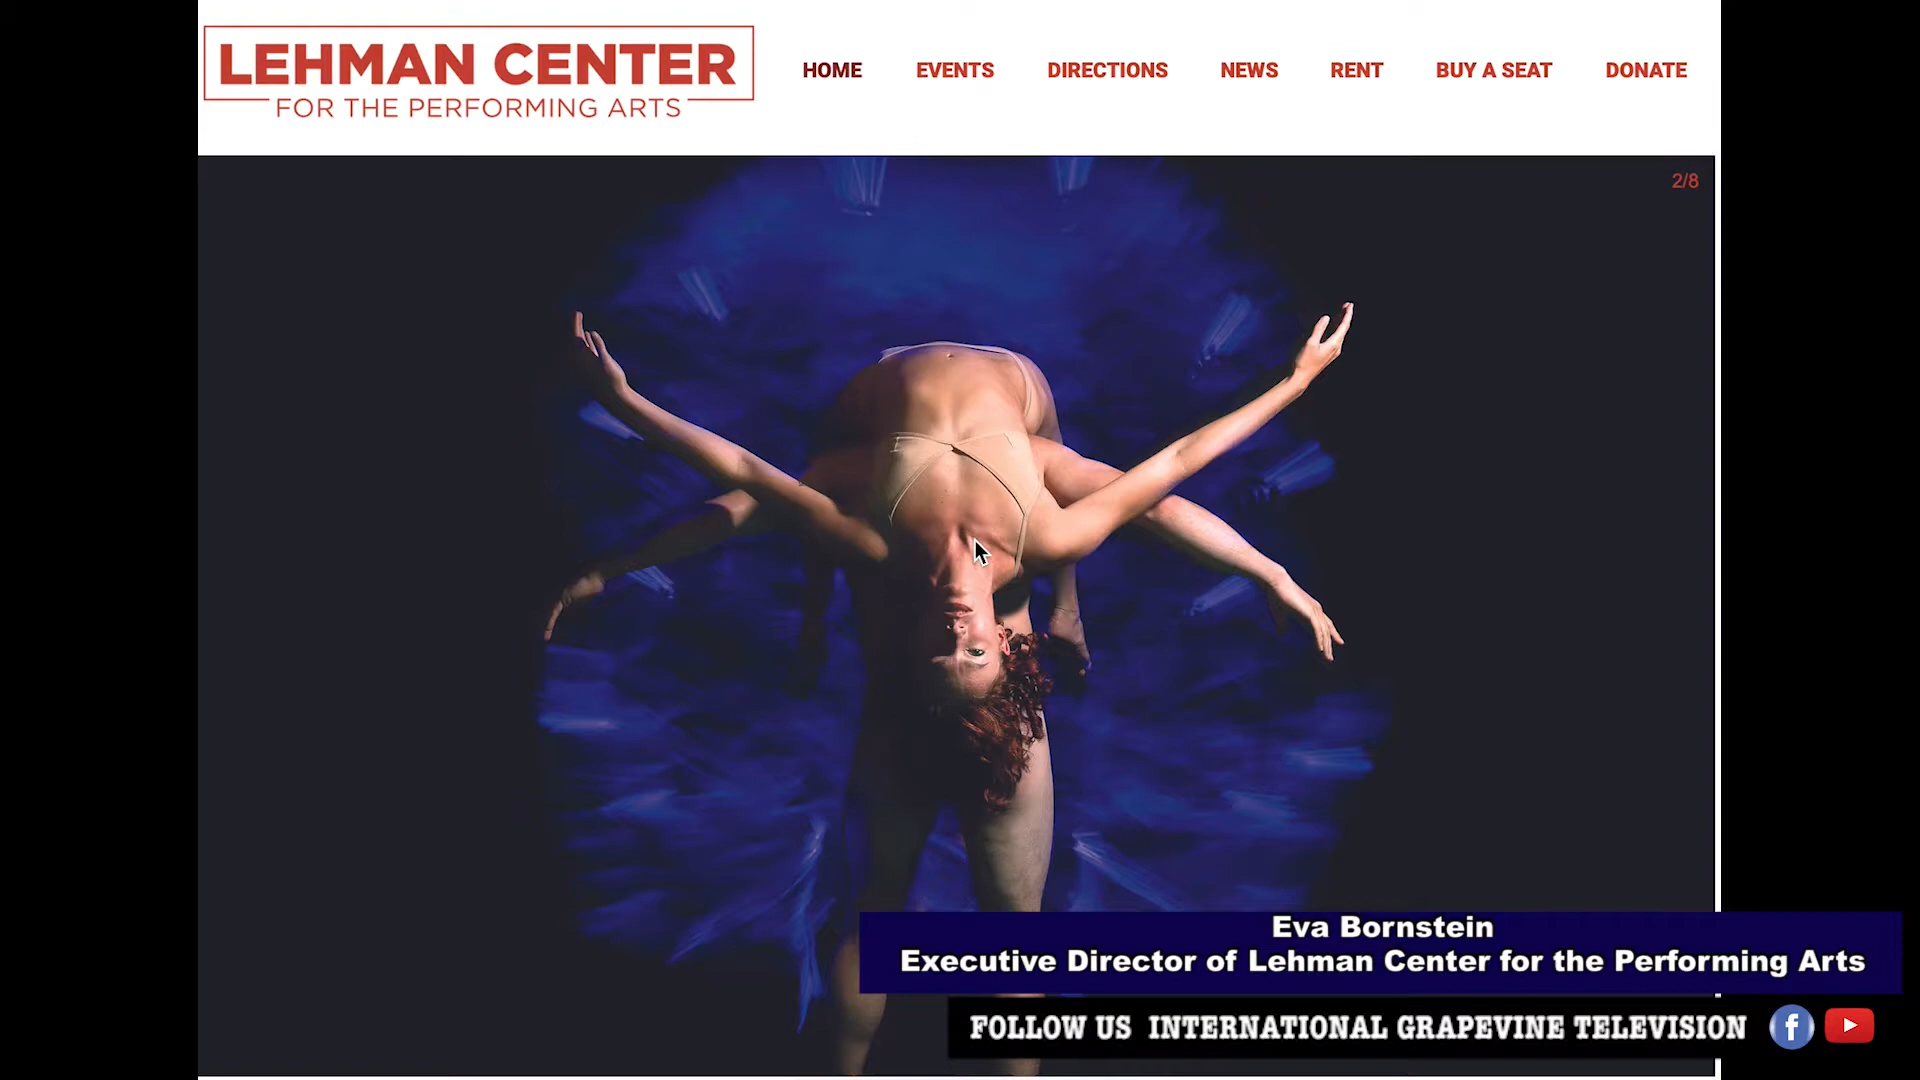 LEHMAN CENTER
FOR THE PERFORMING ARTS
HOME EVENTS DIRECTIONS NEWS RENT BUY A SEAT DONATE
2/8
Eva Bornstein
Executive Director of Lehman Center for the Performing Arts
FOLLOW US INTERNATIONAL GRAPEVINE TELEVISION